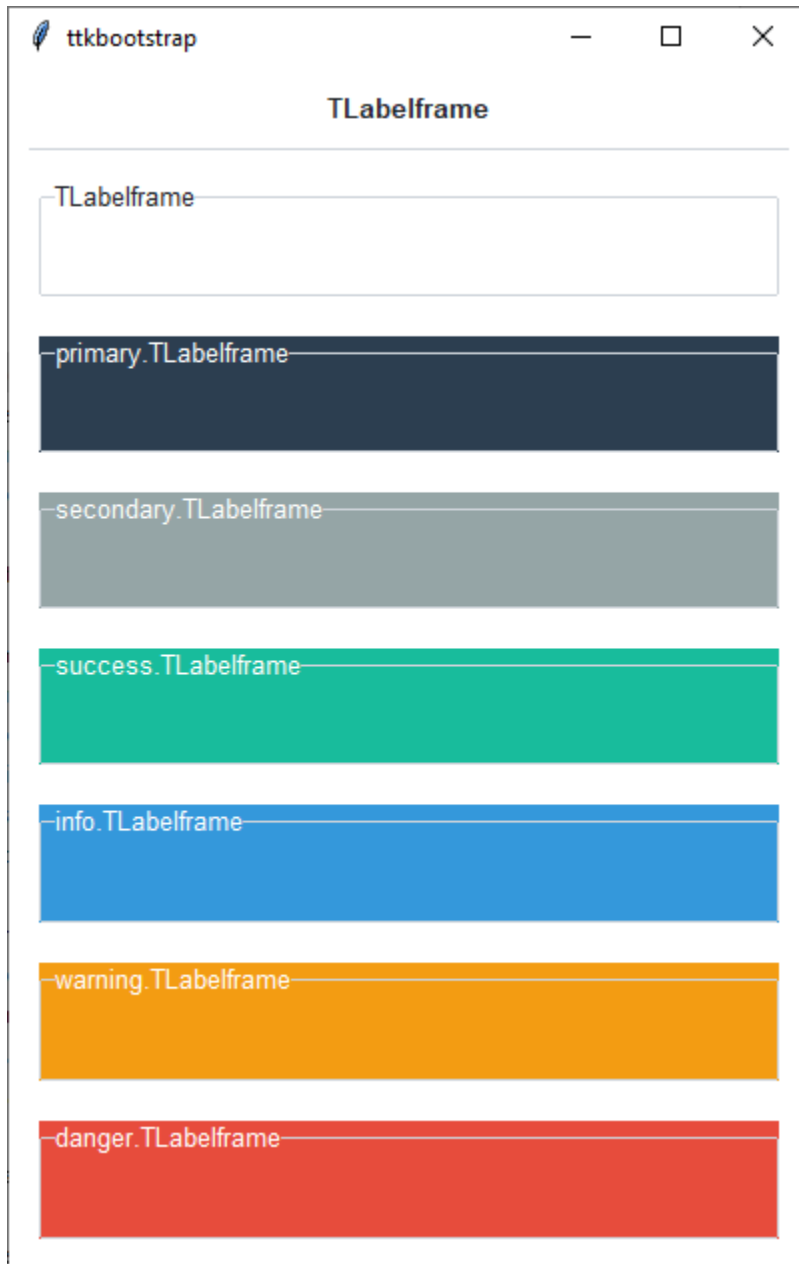 ttkbootstrap
TLabelframe
TLabelframe
primary.TLabelframe
secondary.TLabelframe
success.TLabelframe
info.TLabelframe
warning.TLabelframe
danger.TLabelframe